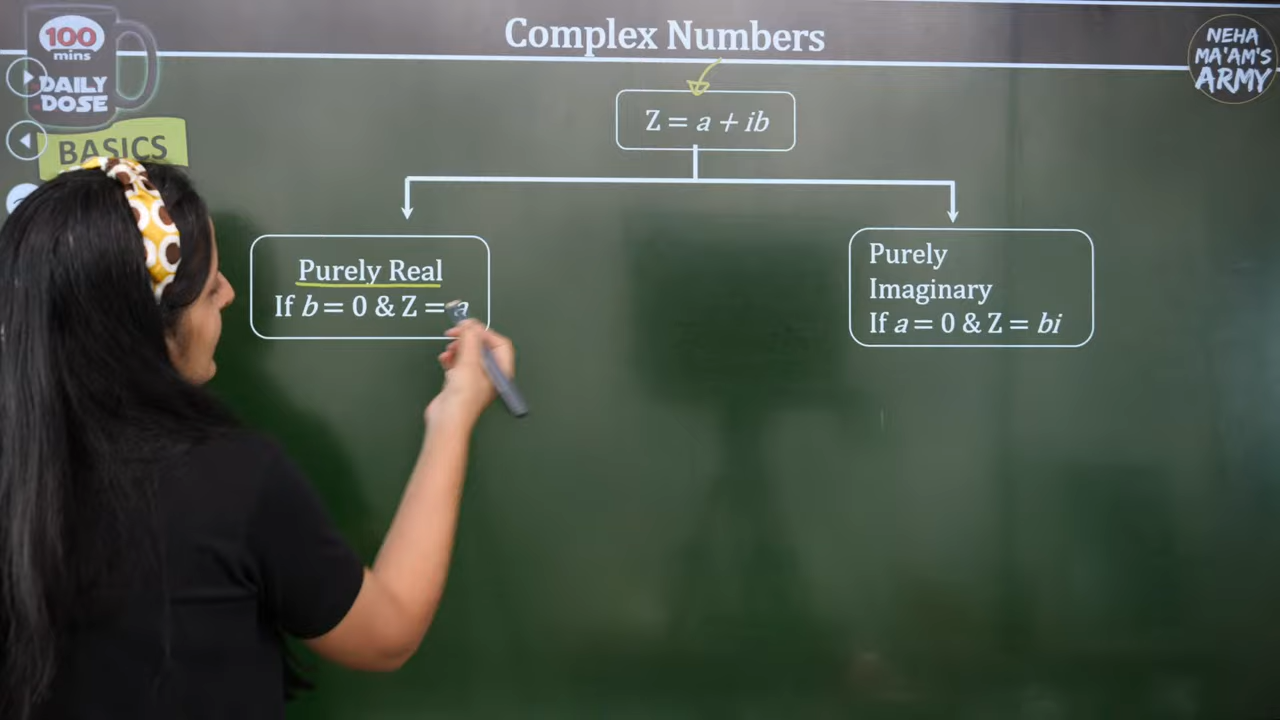 100
mins
DAILY
DOSE
Complex Numbers
NEHA
MA'AM'S
ARMY
BASICS
Z = a + ib
Purely Real
If b = 0 & Z = a
Purely
Imaginary
If a = 0 & Z = bi